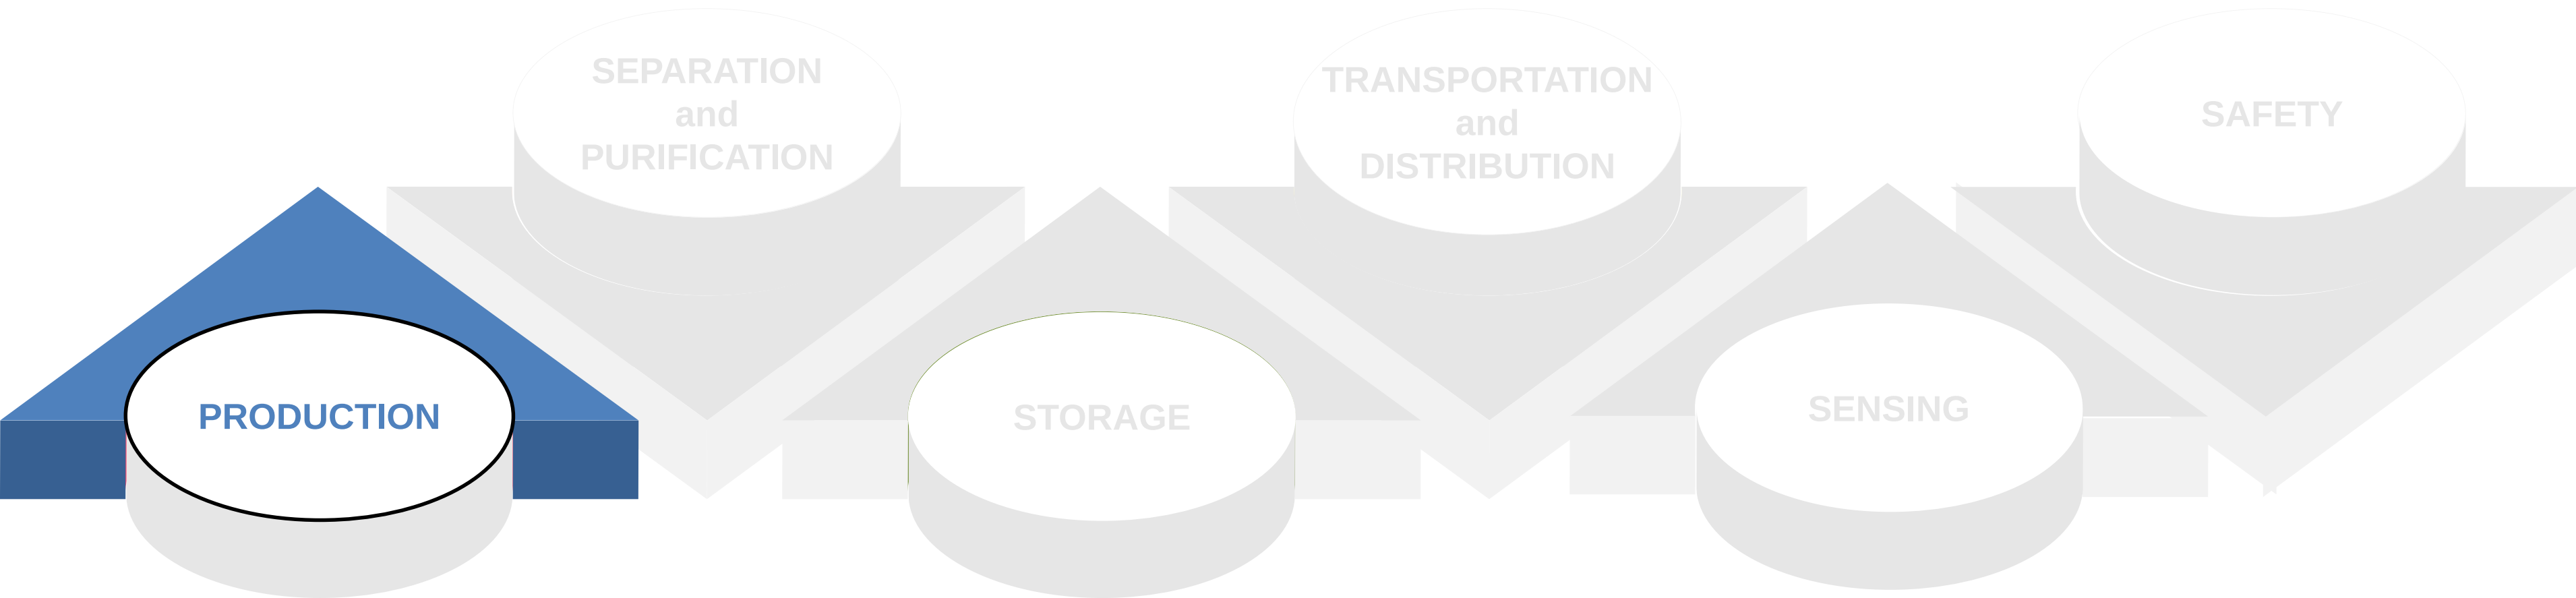 PRODUCTION
SEPARATION
and
PURIFICATION
STORAGE
TRANSPORTATION
and
DISTRIBUTION
SENSING
SAFETY